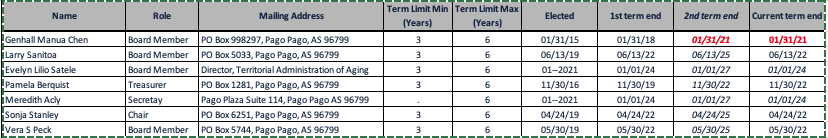 Name Role Mailing Address Term Limit Min (Years) Term Limit Max (Years) Elected 1st term end 2nd term end Current term end
Genhall Manua Chen Board Member PO Box 998297, Pago Pago, AS 96799 3 6 01/31/15 01/31/18 01/31/21 01/31/21
Larry Sanitoa Board Member PO Box 5033, Pago Pago, AS 96799 3 6 06/13/19 06/13/22 06/13/25 06/13/22
Evelyn Lilio Satele Board Member Director, Territorial Administration of Aging 3 6 01--2021 01/01/24 01/01/27 01/01/24
Pamela Berquist Treasurer PO Box 1281, Pago Pago, AS 96799 3 6 11/30/16 11/30/19 11/30/22 11/30/22
Meredith Acly Secretay Pago Plaza Suite 114, Pago Pago AS 96799 . 6 01--2021 01/01/24 01/01/27 01/01/24
Sonja Stanley Chair PO Box 6251, Pago Pago, AS 96799 3 6 04/24/19 04/24/22 04/24/25 04/24/22
Vera S Peck Board Member PO Box 5744, Pago Pago, AS 96799 3 6 05/30/19 05/30/22 05/30/25 05/30/22